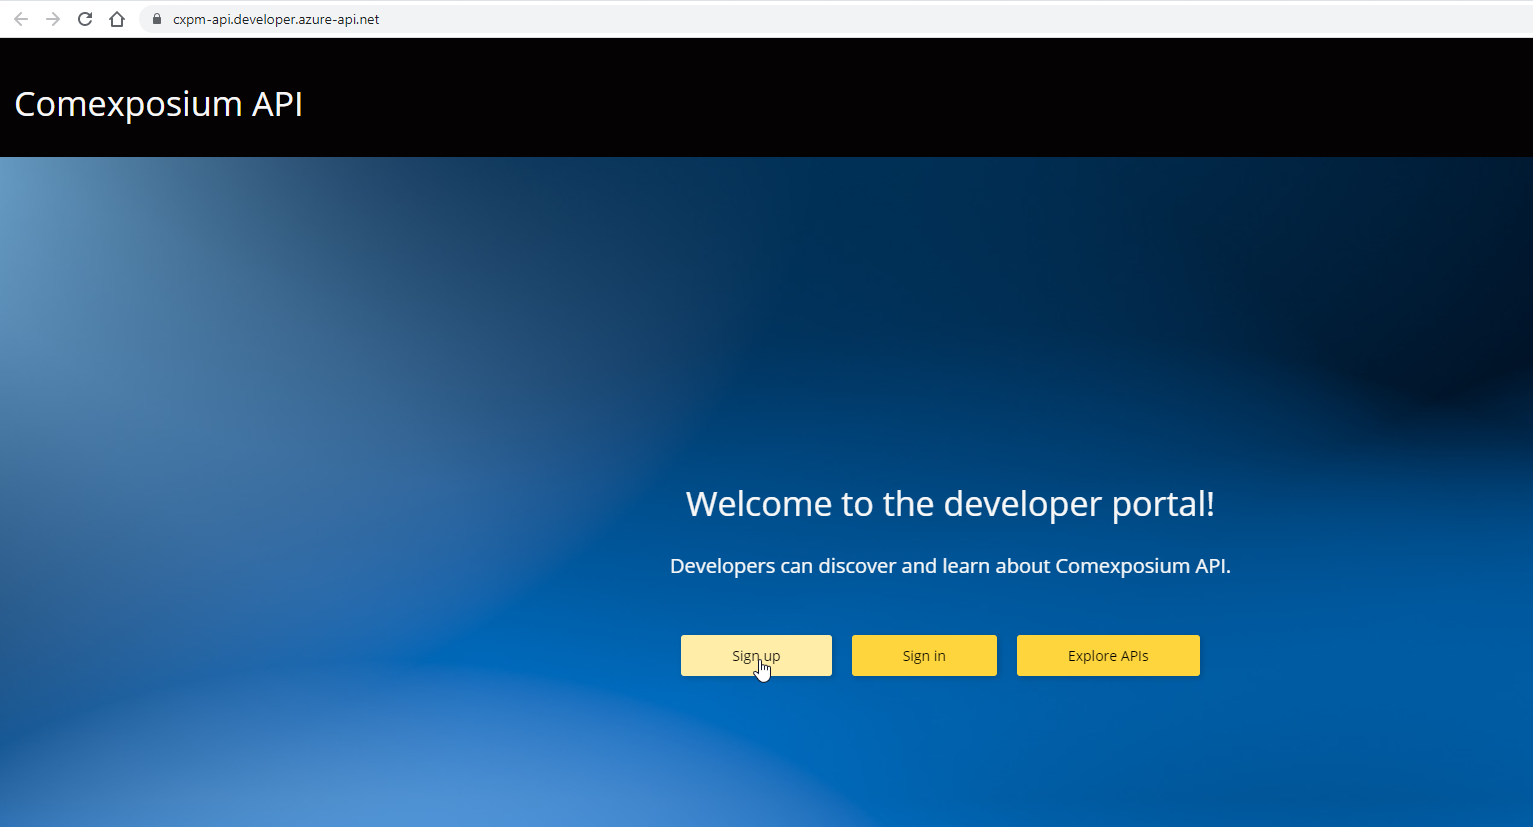 cxpm-api.developer.azure-api.net
Comexposium API
Welcome to the developer portal!
Developers can discover and learn about Comexposium API.
Sign up
Sign in
Explore APIs